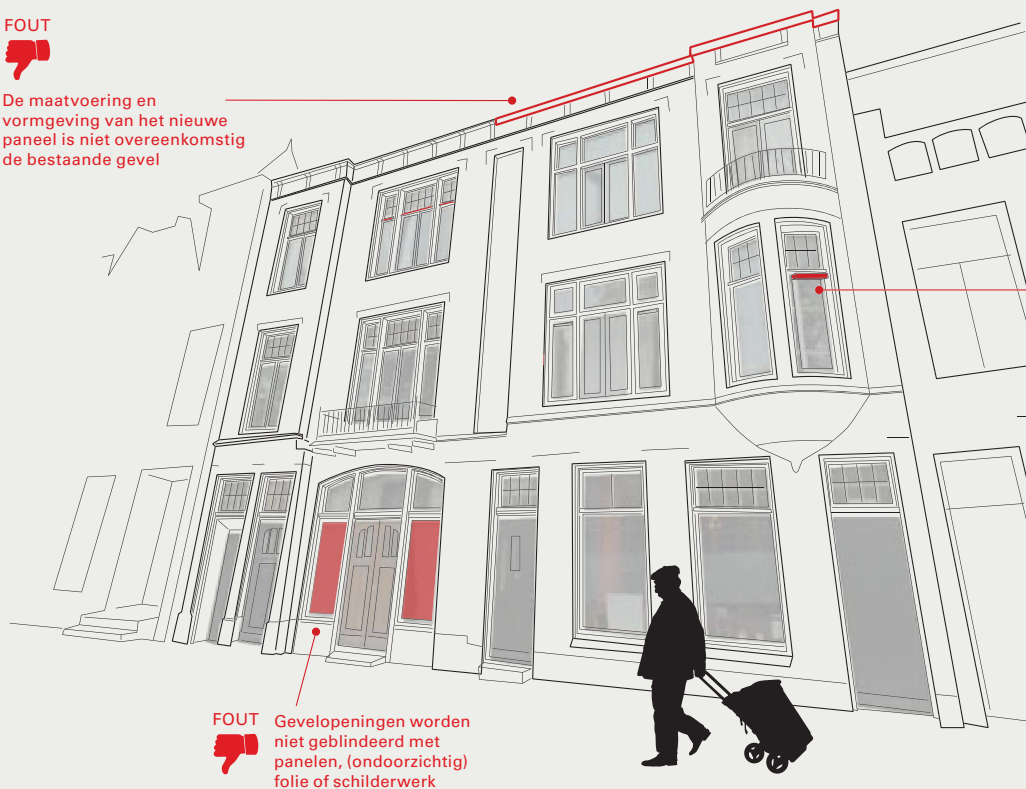 FOUT
De maatvoering en
vormgeving van het nieuwe
paneel is niet overeenkomstig
de bestaande gevel
FOUT
Gevelopeningen worden
niet geblindeerd met
panelen, (ondoorzichtig)
folie of schilderwerk